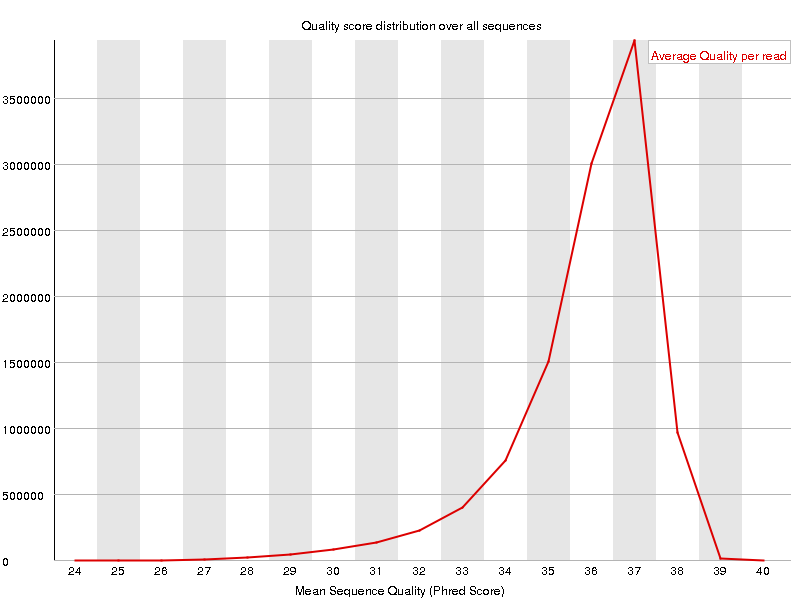 Quality score distribution over all sequences
Average Quality per read
3500000
3000000
2500000
2000000
1500000
1000000
500000
0
24 25 26 27 28 29 30 31 32 33 34 35 36 37 38 39 40
Mean Sequence Quality (Phred Score)